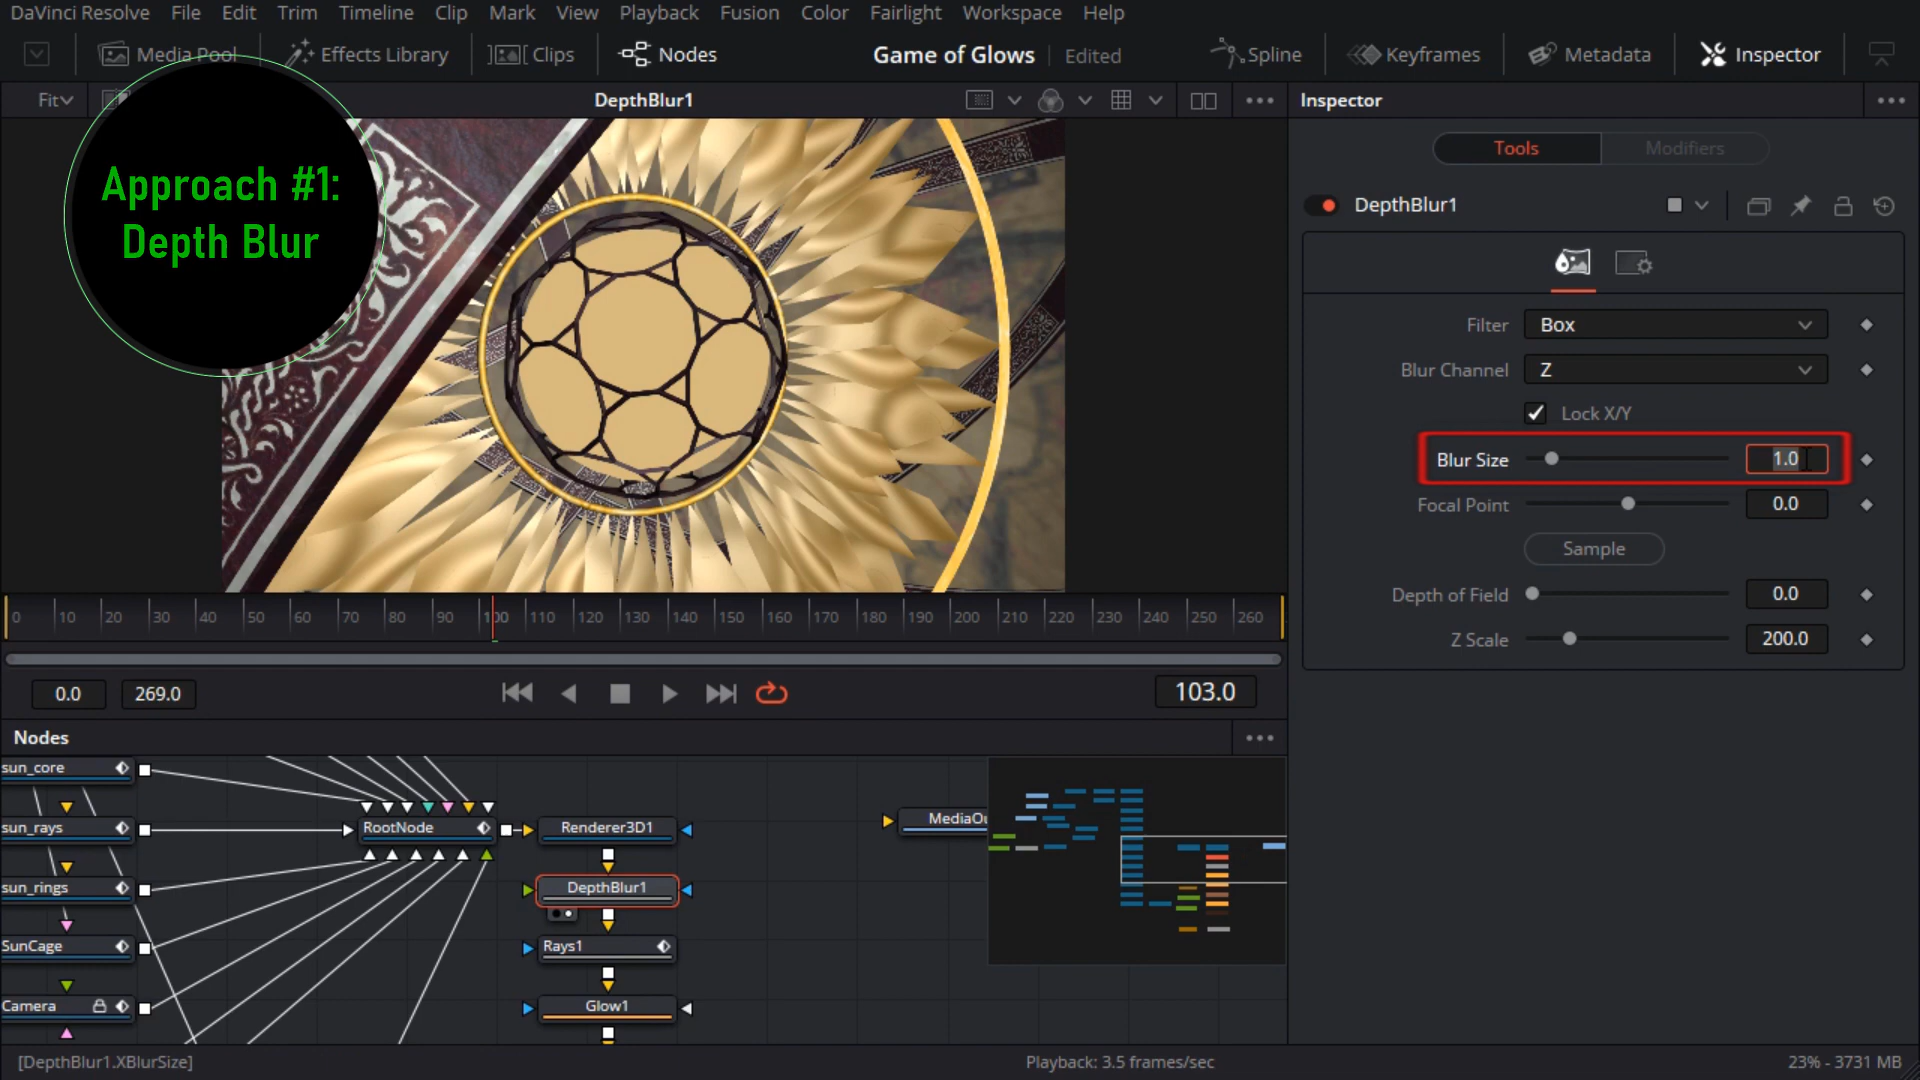 DaVinci Resolve File Edit Trim Timeline Clip Mark View Playback Fusion Color Fairlight Workspace Help
Media Pool Effects Library Clips Nodes Game of Glows Edited Spline Keyframes Metadata Inspector
Fit DepthBlur1 Inspector
Approach #1:
Depth Blur
Tools Modifiers
DepthBlur1
Filter Box
Blur Channel Z
Lock X/Y
Blur Size 1.0
Focal Point 0.0
Sample
Depth of Field 0.0
Z Scale 200.0
0 10 20 30 40 50 60 70 80 90 100 110 120 130 140 150 160 170 180 190 200 210 220 230 240 250 260
0.0 269.0 103.0
Nodes
sun_core
sun_rays RootNode Renderer3D1 MediaOu
sun_rings DepthBlur1
SunCage Rays1
Camera Glow1
[DepthBlur1.XBlurSize] Playback: 3.5 frames/sec 23% - 3731 MB